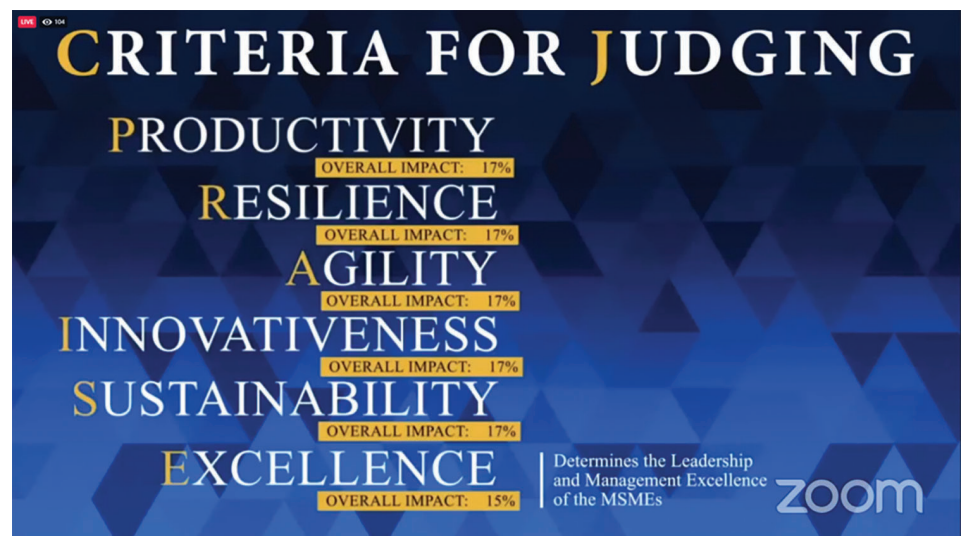 LIVE 104
CRITERIA FOR JUDGING
PRODUCTIVITY
OVERALL IMPACT: 17%
RESILIENCE
OVERALL IMPACT: 17%
AGILITY
OVERALL IMPACT: 17%
INNOVATIVENESS
OVERALL IMPACT: 17%
SUSTAINABILITY
OVERALL IMPACT: 17%
EXCELLENCE
OVERALL IMPACT: 15%
Determines the Leadership
and Management Excellence
of the MSMEs
zoom